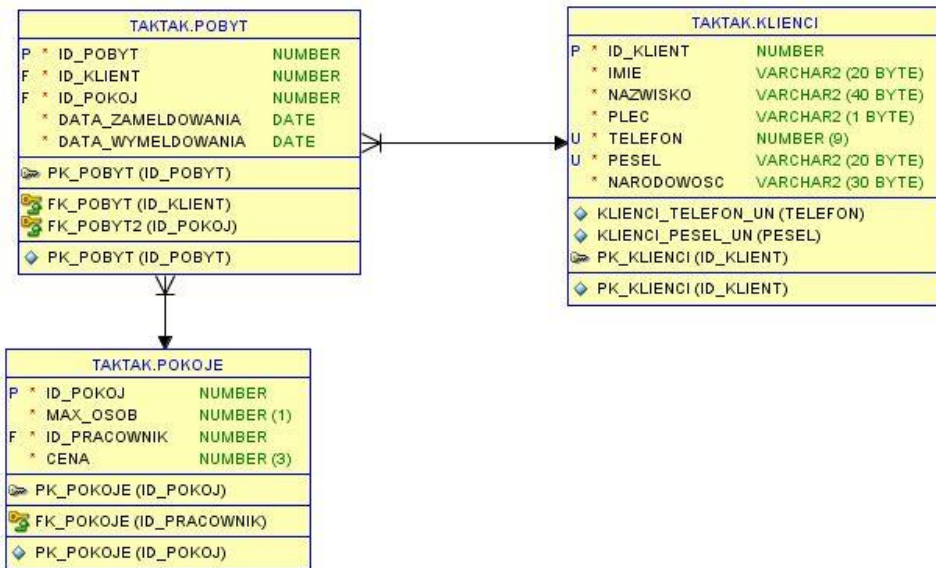 TAKTAK.POBYT
P * ID_POBYT NUMBER
F * ID_KLIENT NUMBER
F * ID_POKOJ NUMBER
* DATA_ZAMELDOWANIA DATE
* DATA_WYMELDOWANIA DATE
PK_POBYT (ID_POBYT)
FK_POBYT (ID_KLIENT)
FK_POBYT2 (ID_POKOJ)
PK_POBYT (ID_POBYT)
TAKTAK.KLIENCI
P * ID_KLIENT NUMBER
* IMIE VARCHAR2 (20 BYTE)
* NAZWISKO VARCHAR2 (40 BYTE)
* PLEC VARCHAR2 (1 BYTE)
U * TELEFON NUMBER (9)
U * PESEL VARCHAR2 (20 BYTE)
* NARODOWOSC VARCHAR2 (30 BYTE)
KLIENCI_TELEFON_UN (TELEFON)
KLIENCI_PESEL_UN (PESEL)
PK_KLIENCI (ID_KLIENT)
PK_KLIENCI (ID_KLIENT)
TAKTAK.POKOJE
P * ID_POKOJ NUMBER
* MAX_OSOB NUMBER (1)
F * ID_PRACOWNIK NUMBER
* CENA NUMBER (3)
PK_POKOJE (ID_POKOJ)
FK_POKOJE (ID_PRACOWNIK)
PK_POKOJE (ID_POKOJ)